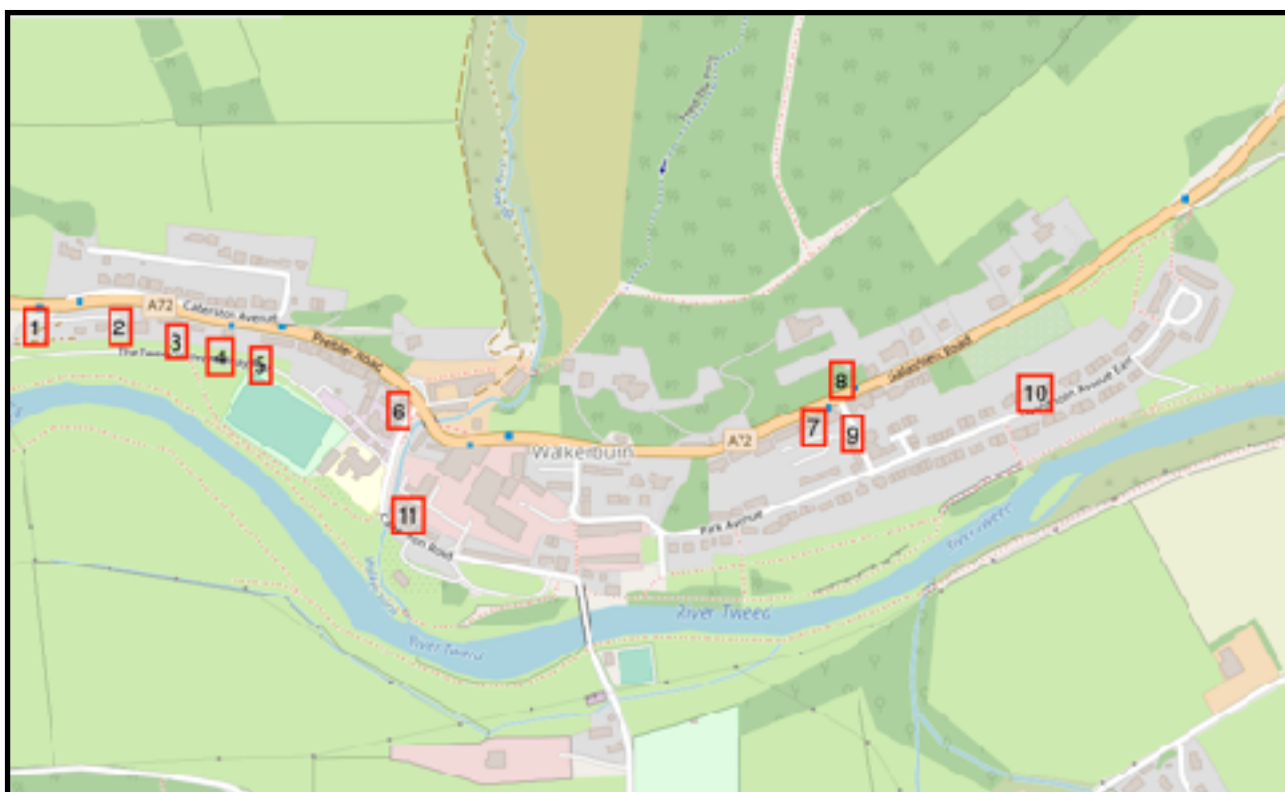 A72
1
2
3
4
5
6
7
8
9
10
11
Caberston Avenue
Peebles Road
Walkerburn
A72
Galashiels Road
Park Avenue
River Tweed
River Tweed
River Tweed